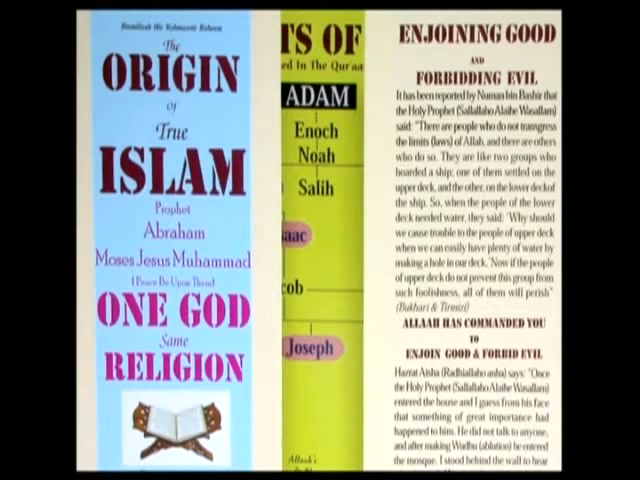 Bismillaah Hir Rahmaanir Raheem
The
ORIGIN
Of
True
ISLAM
Prophet
Abraham
Moses Jesus Muhammad
(Peace Be Upon Them)
ONE GOD
Same
RELIGION
TS OF
ed In The Qur'aa
ADAM
Enoch
Noah
Salih
saac
cob
Joseph
Allaah's
ENJOINING GOOD
AND
FORBIDDING EVIL
It has been reported by Numan bin Bashir that
the Holy Prophet (Sallallaho Alaihe Wasallam)
said: "There are people who do not transgress
the limits (laws) of Allah, and there are others
who do so. They are like two groups who
boarded a ship; one of them settled on the
upper deck, and the other, on the lower deck of
the ship. So, when the people of the lower
deck needed water, they said: 'Why should
we cause trouble to the people of upper deck
when we can easily have plenty of water by
making a hole in our deck.' Now if the people
of upper deck do not prevent this group from
such foolishness, all of them will perish"
(Bukhari & Tirmizi)
ALLAAH HAS COMMANDED YOU
TO
ENJOIN GOOD & FORBID EVIL
Hazrat Aisha (Radhiallaho anha) says: "Once
the Holy Prophet (Sallallaho Alaihe Wasallam)
entered the house and I guess from his face
that something of great importance had
happened to him. He did not talk to anyone,
and after making Wudhu (ablution) he entered
the mosque. I stood behind the wall to hear